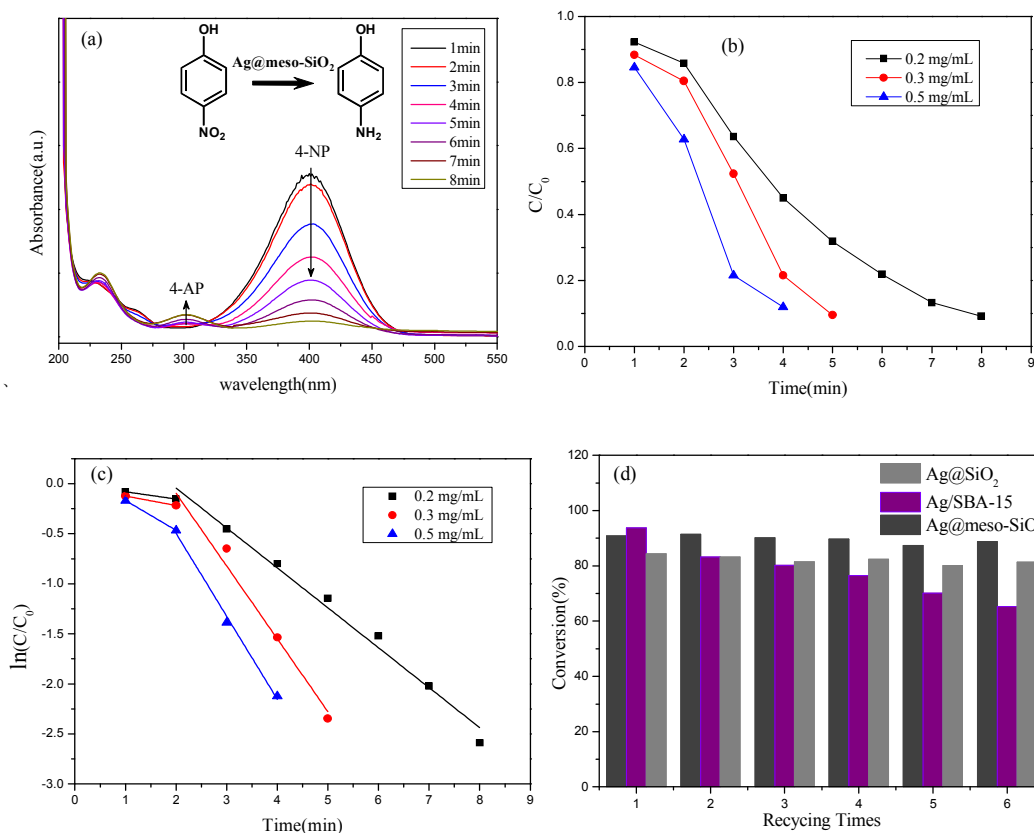 (a)
OH
NO2
Ag@meso-SiO2
OH
NH2
1min
2min
3min
4min
5min
6min
7min
8min
4-NP
4-AP
Absorbance(a.u.)
200 250 300 350 400 450 500 550
wavelength(nm)
、
(b)
0.2 mg/mL
0.3 mg/mL
0.5 mg/mL
C/C0
1.0
0.8
0.6
0.4
0.2
0.0
0 1 2 3 4 5 6 7 8 9
Time(min)
(c)
0.2 mg/mL
0.3 mg/mL
0.5 mg/mL
ln(C/C0)
0.0
-0.5
-1.0
-1.5
-2.0
-2.5
-3.0
0 1 2 3 4 5 6 7 8 9
Time(min)
(d)
Ag@SiO2
Ag/SBA-15
Ag@meso-SiO
Conversion(%)
120
100
80
60
40
20
0
1 2 3 4 5 6
Recycing Times